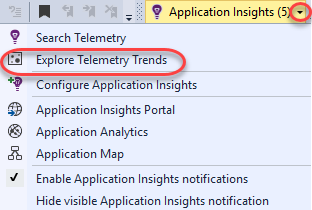 Application Insights (5)
Search Telemetry
Explore Telemetry Trends
Configure Application Insights
Application Insights Portal
Application Analytics
Application Map
Enable Application Insights notifications
Hide visible Application Insights notification